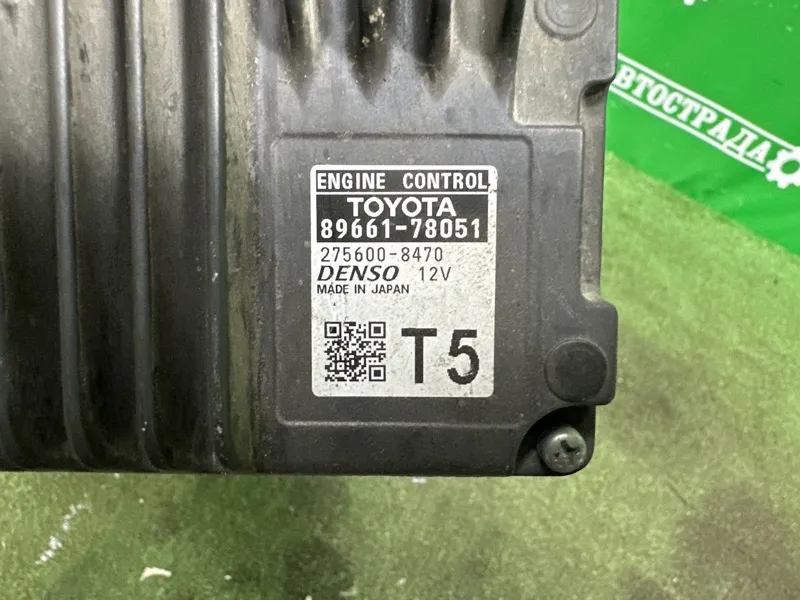 ENGINE CONTROL
TOYOTA
89661-78051
275600-8470
DENSO 12V
MADE IN JAPAN
T5
АВТОСТРАДА